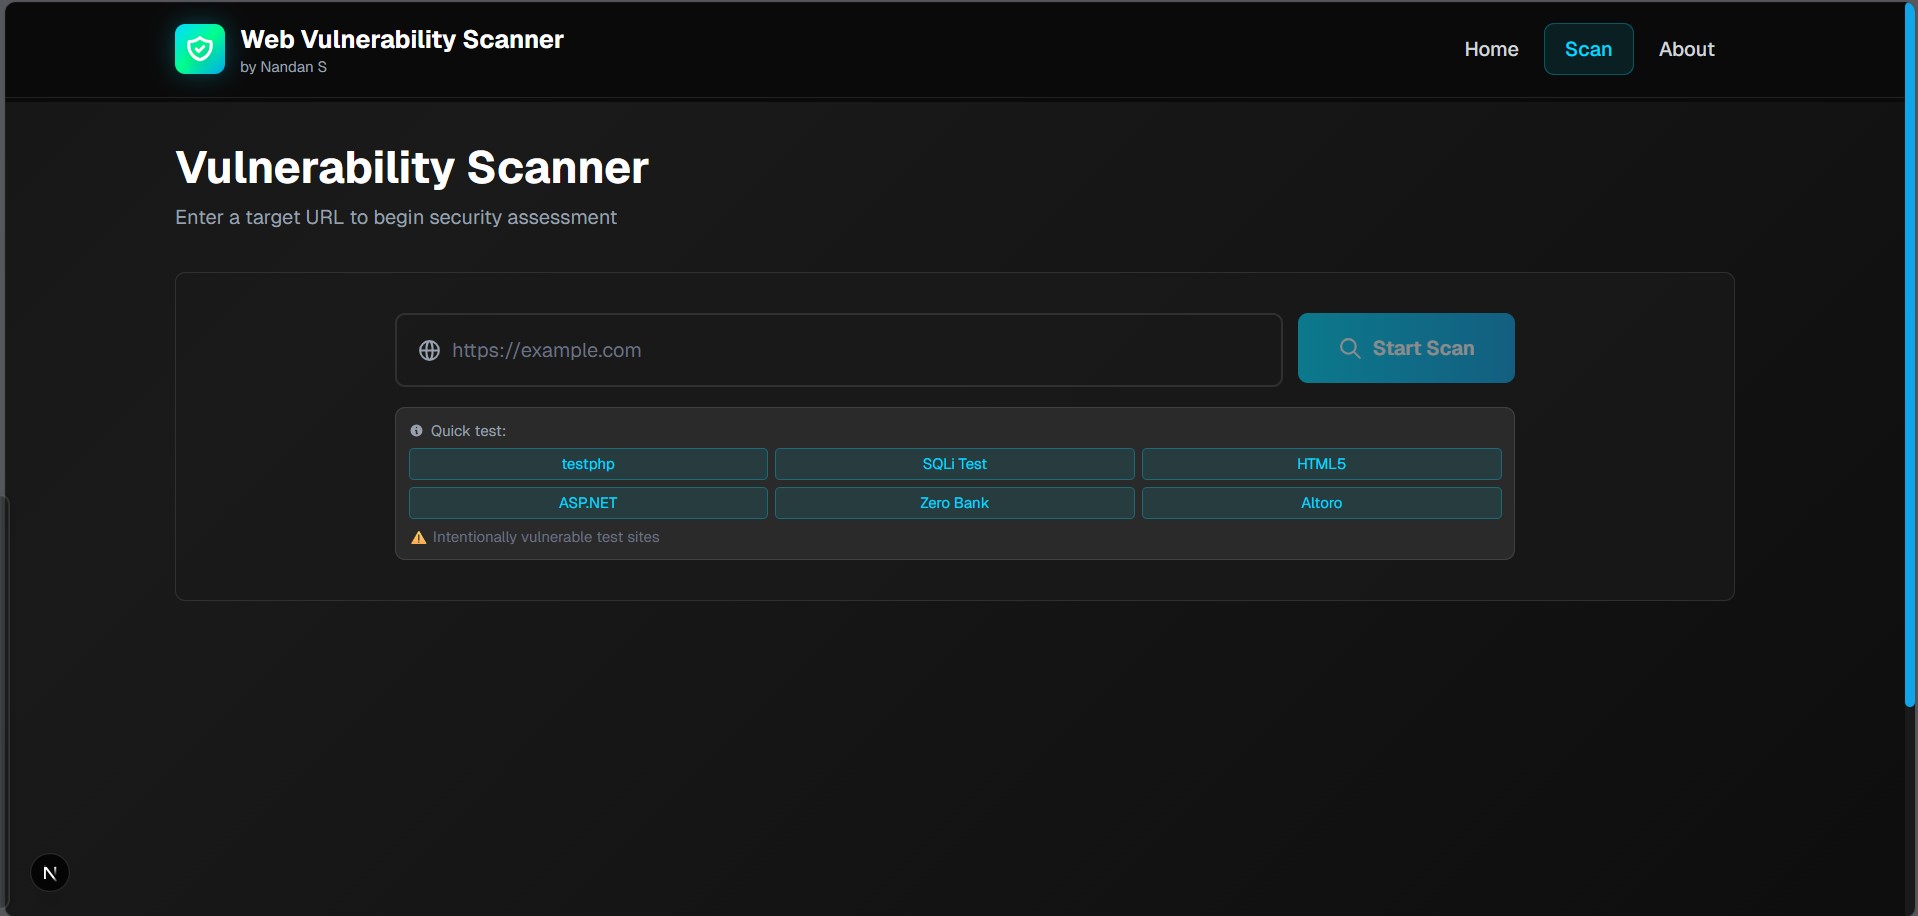 Web Vulnerability Scanner
by Nandan S
Home
Scan
About
Vulnerability Scanner
Enter a target URL to begin security assessment
https://example.com
Start Scan
Quick test:
testphp
SQLi Test
HTML5
ASP.NET
Zero Bank
Altoro
Intentionally vulnerable test sites
N